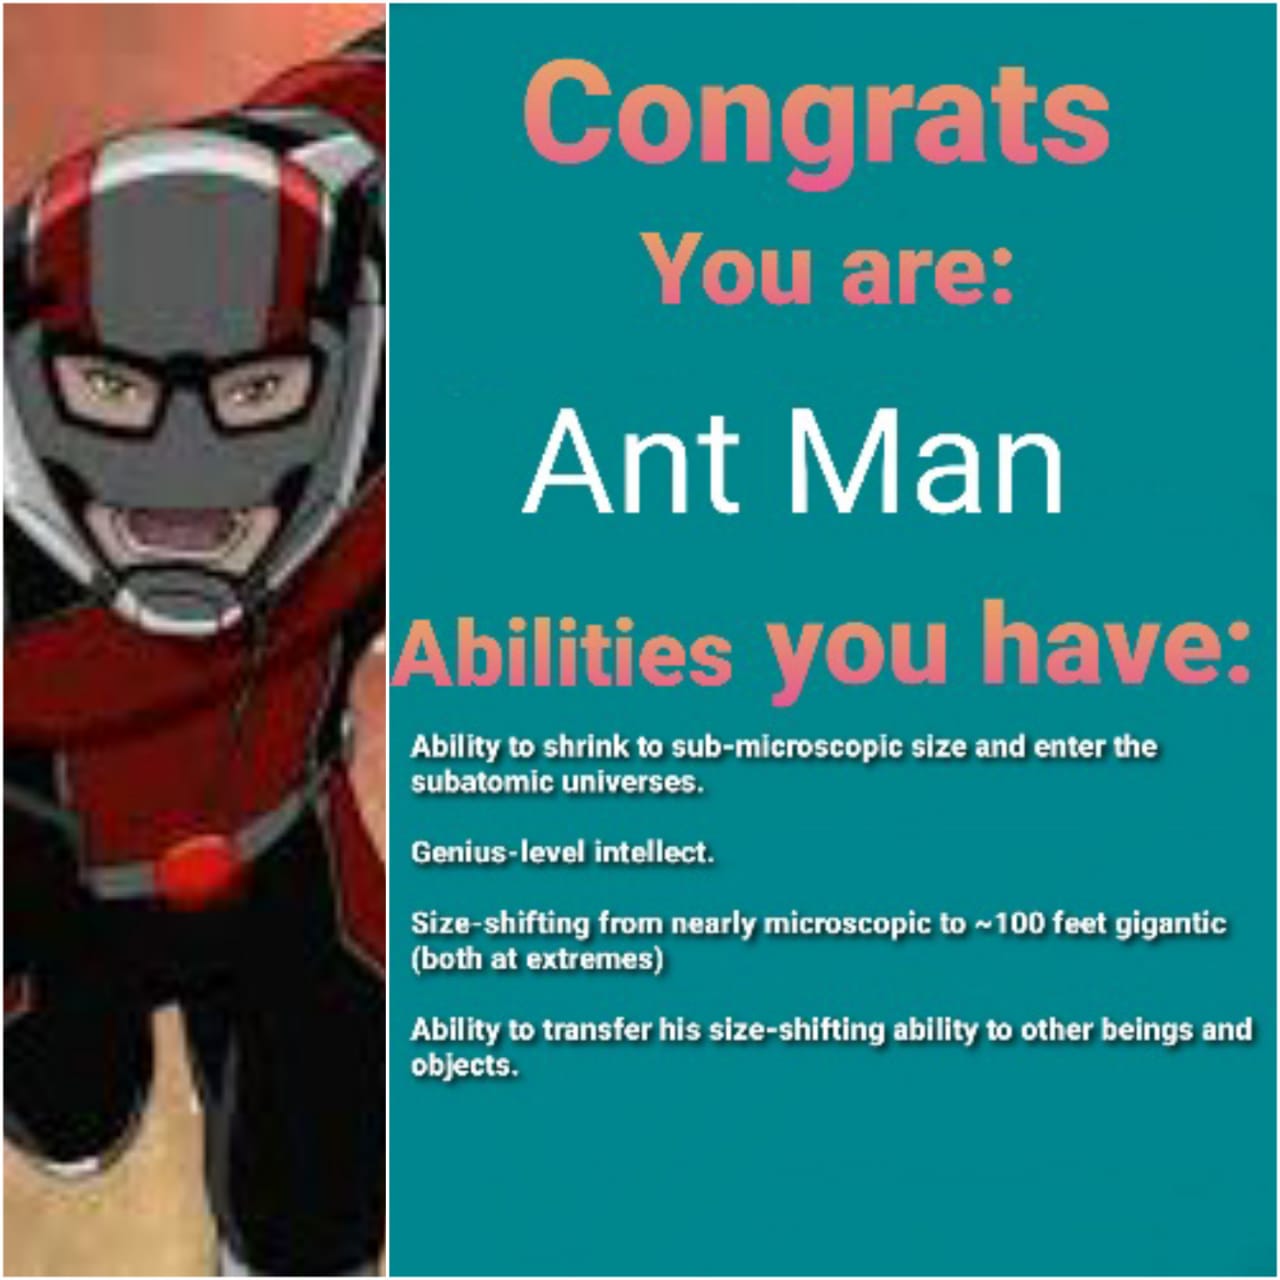 Congrats
You are:
Ant Man
Abilities you have:
Ability to shrink to sub-microscopic size and enter the
subatomic universes.
Genius-level intellect.
Size-shifting from nearly microscopic to ~100 feet gigantic
(both at extremes)
Ability to transfer his size-shifting ability to other beings and
objects.